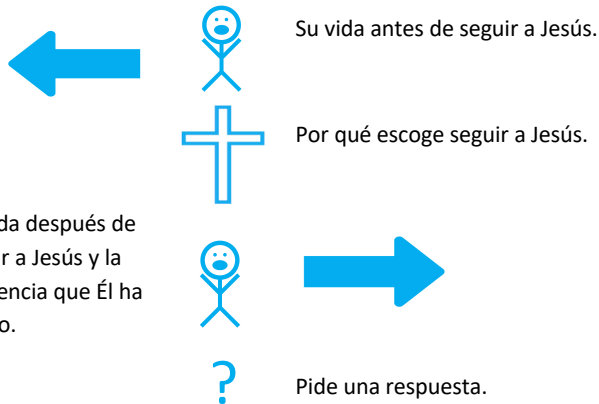 Su vida antes de seguir a Jesús.
Por qué escoge seguir a Jesús.
después de
a Jesús y la
que Él ha
?
Pide una respuesta.